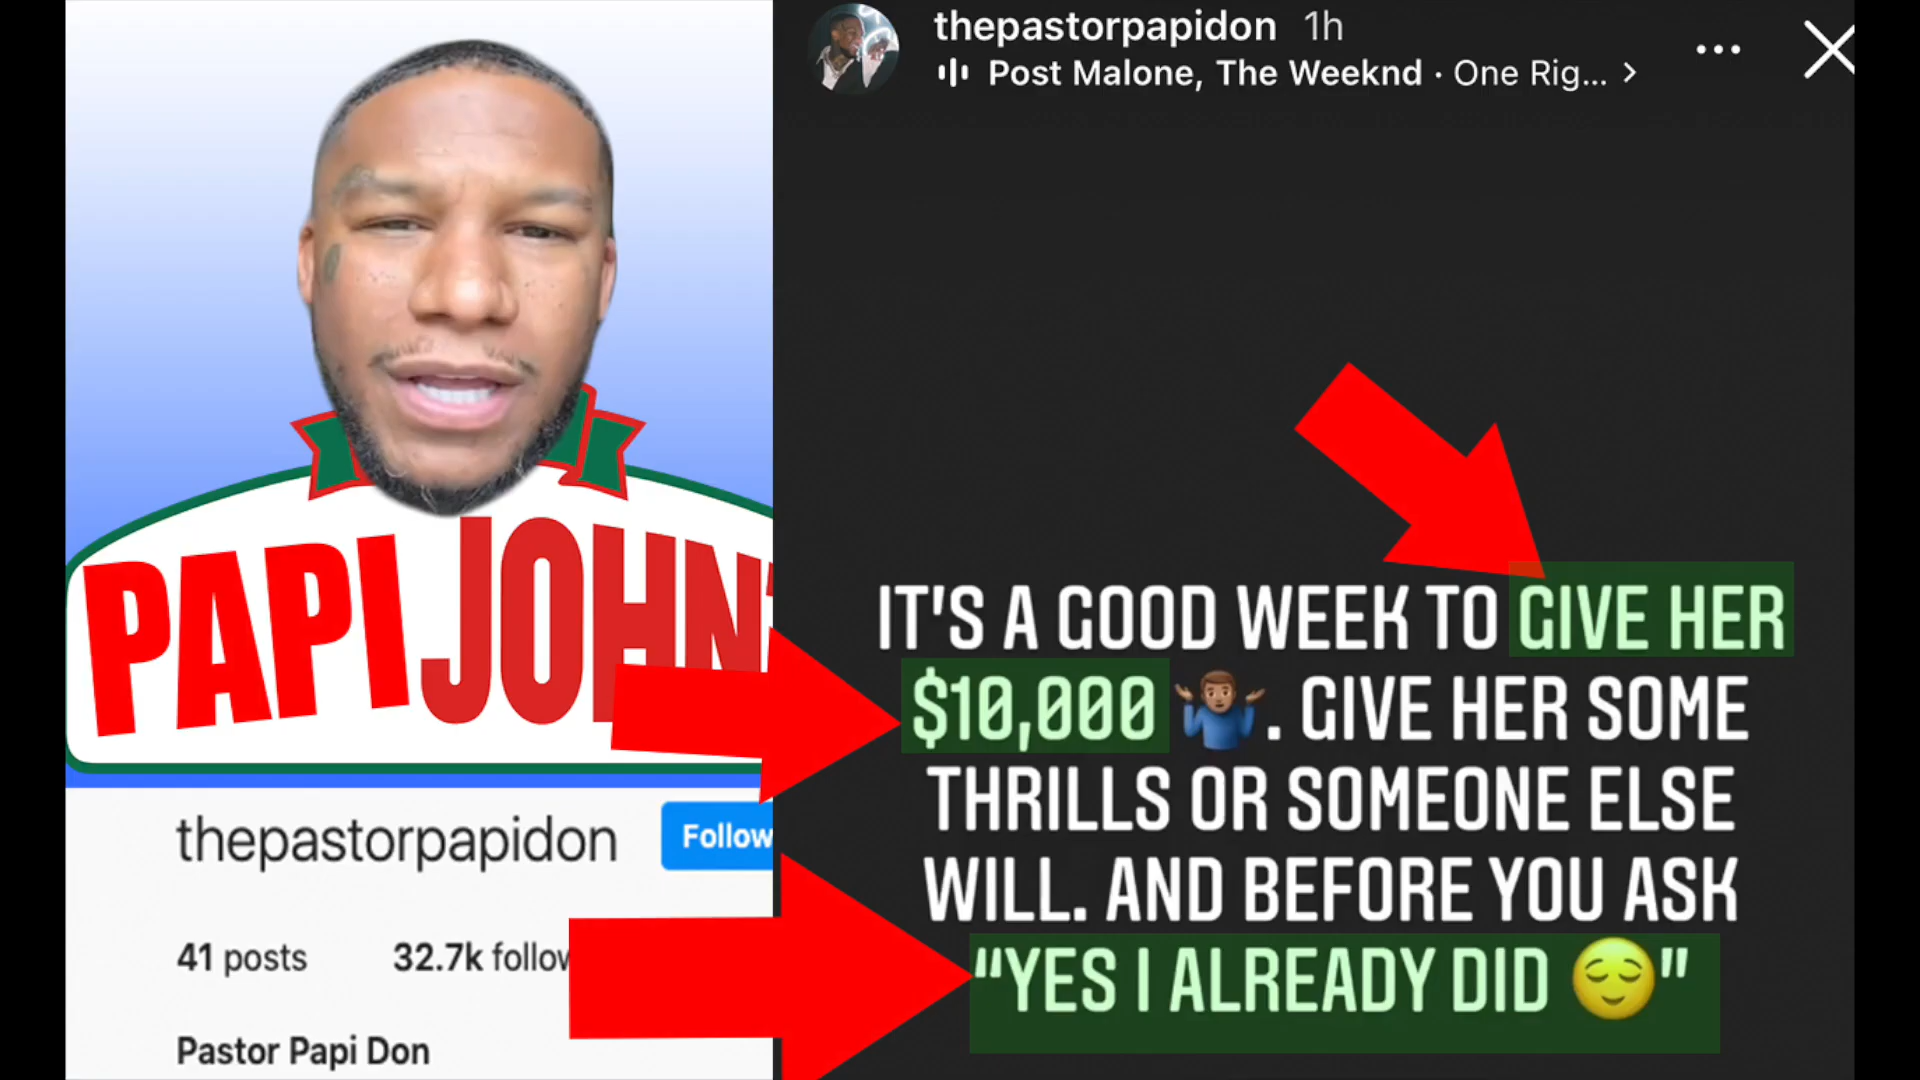 PAPI JOHN'
thepastorpapidon
Follow
41 posts 32.7k follow
Pastor Papi Don
thepastorpapidon 1h
Post Malone, The Weeknd · One Rig... >
IT'S A GOOD WEEK TO GIVE HER
$10,000 🤷🏽‍♂️. GIVE HER SOME
THRILLS OR SOMEONE ELSE
WILL. AND BEFORE YOU ASK
“YES I ALREADY DID 😌”